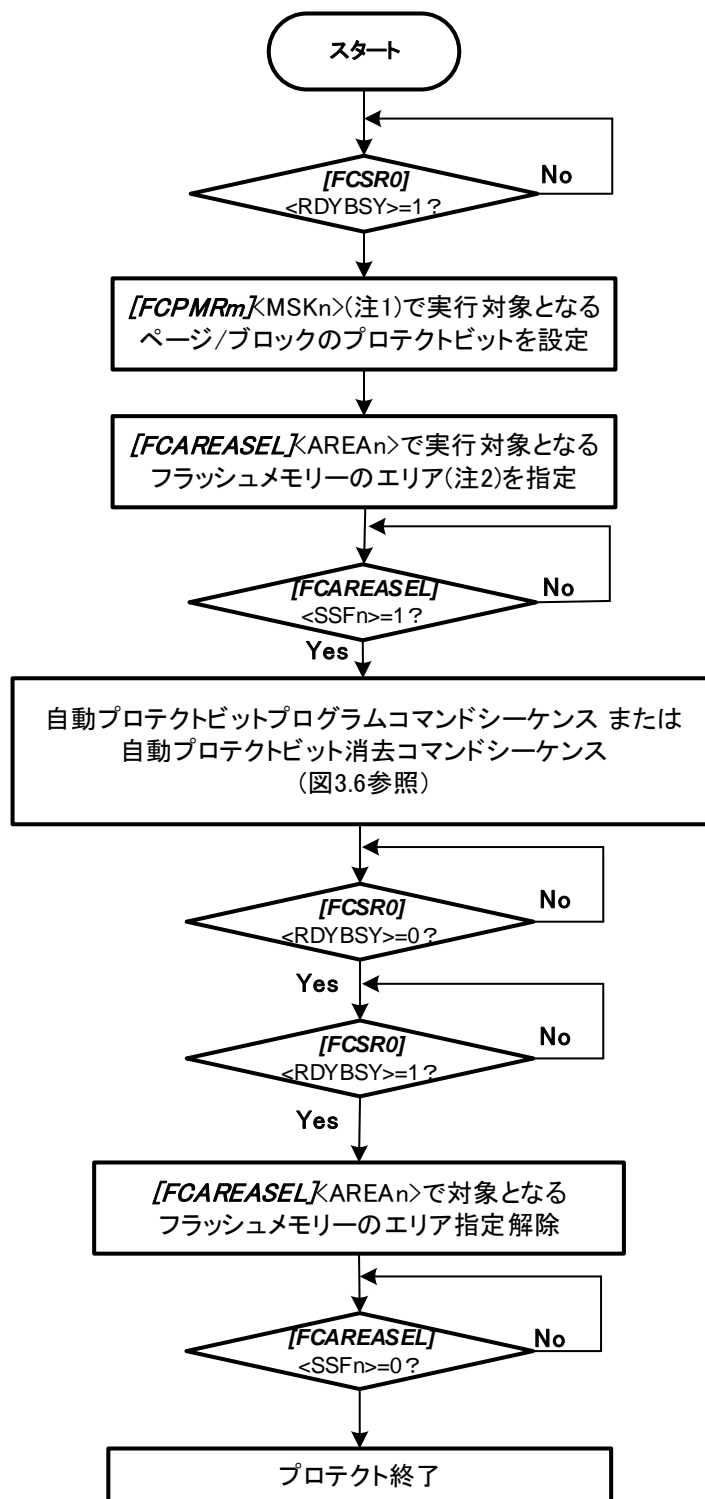 スタート
[FCSR0]
<RDYBSY>=1?
No
[FCPMRm]<MSKn>(注1)で実行対象となる
ページ/ブロックのプロテクトビットを設定
[FCAREASEL]<AREAn>で実行対象となる
フラッシュメモリーのエリア(注2)を指定
[FCAREASEL]
<SSFn>=1?
No
Yes
自動プロテクトビットプログラムコマンドシーケンス または
自動プロテクトビット消去コマンドシーケンス
(図3.6参照)
[FCSR0]
<RDYBSY>=0?
No
Yes
[FCSR0]
<RDYBSY>=1?
No
Yes
[FCAREASEL]<AREAn>で対象となる
フラッシュメモリーのエリア指定解除
[FCAREASEL]
<SSFn>=0?
No
プロテクト終了